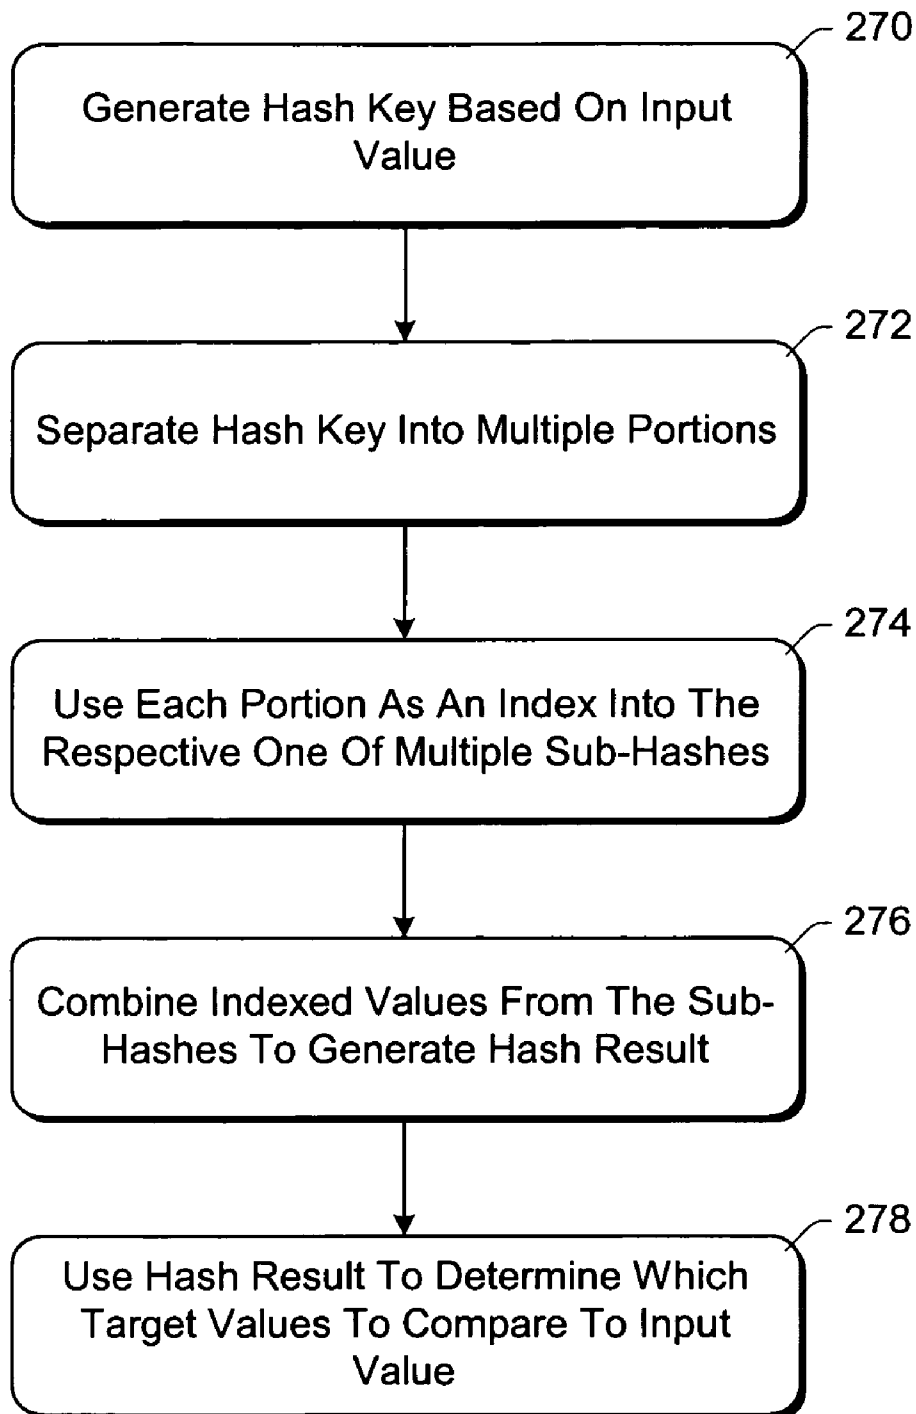 270
Generate Hash Key Based On Input
Value
272
Separate Hash Key Into Multiple Portions
274
Use Each Portion As An Index Into The
Respective One Of Multiple Sub-Hashes
276
Combine Indexed Values From The Sub-
Hashes To Generate Hash Result
278
Use Hash Result To Determine Which
Target Values To Compare To Input
Value